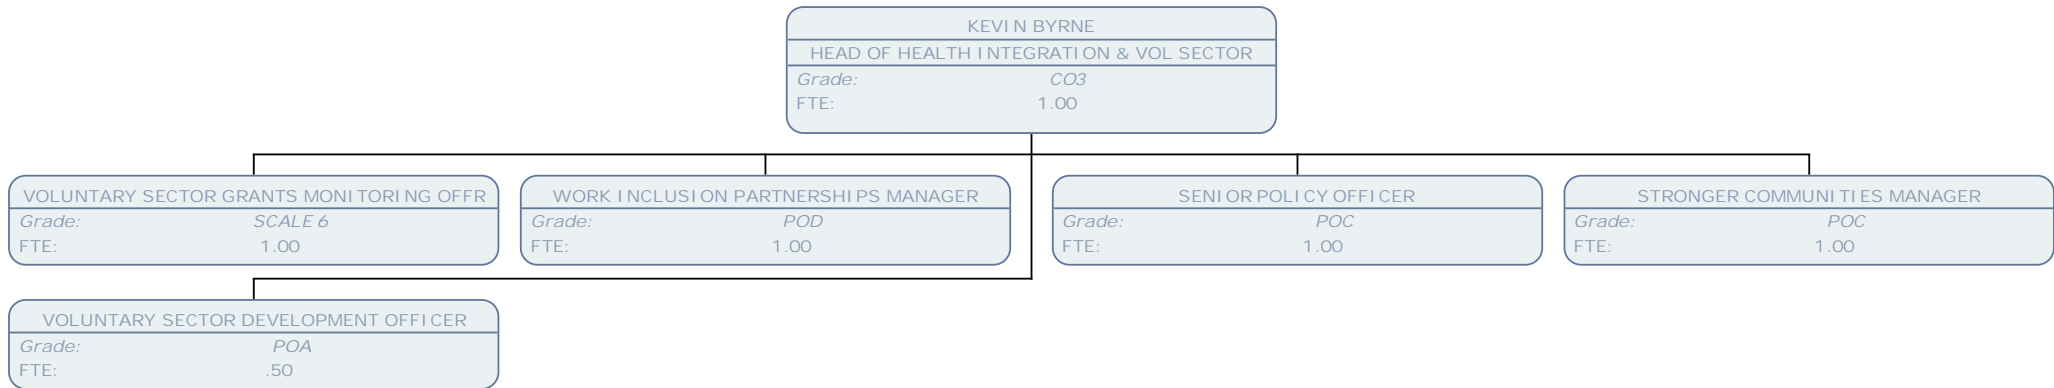 KEVIN BYRNE
HEAD OF HEALTH INTEGRATION & VOL SECTOR
Grade: CO3
FTE: 1.00
VOLUNTARY SECTOR GRANTS MONITORING OFFR
Grade: SCALE 6
FTE: 1.00
WORK INCLUSION PARTNERSHIPS MANAGER
Grade: POD
FTE: 1.00
SENIOR POLICY OFFICER
Grade: POC
FTE: 1.00
STRONGER COMMUNITIES MANAGER
Grade: POC
FTE: 1.00
VOLUNTARY SECTOR DEVELOPMENT OFFICER
Grade: POA
FTE: .50